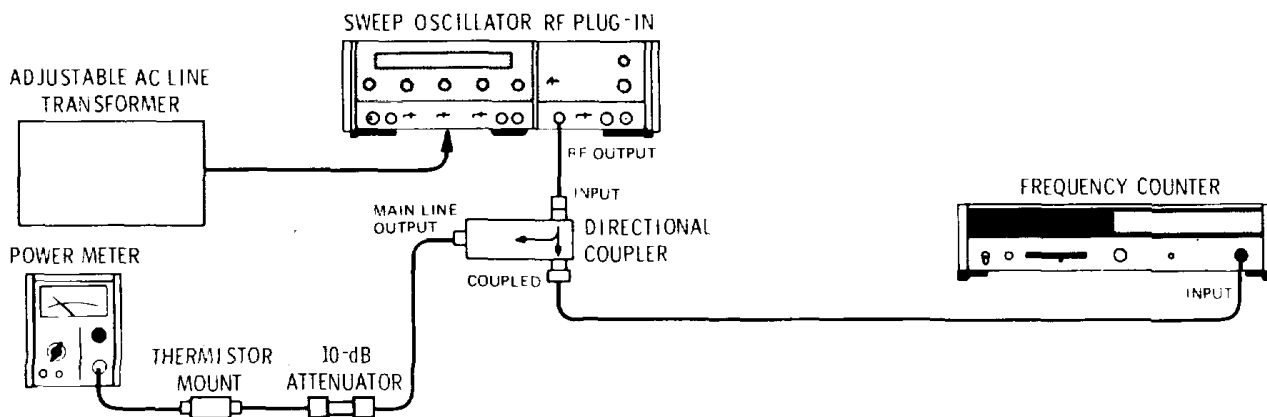 SWEEP OSCILLATOR RF PLUG-IN
ADJUSTABLE AC LINE
TRANSFORMER
RF OUTPUT
INPUT
FREQUENCY COUNTER
MAIN LINE
OUTPUT
DIRECTIONAL
COUPLER
POWER METER
COUPLED
INPUT
THERMISTOR
MOUNT
10-dB
ATTENUATOR